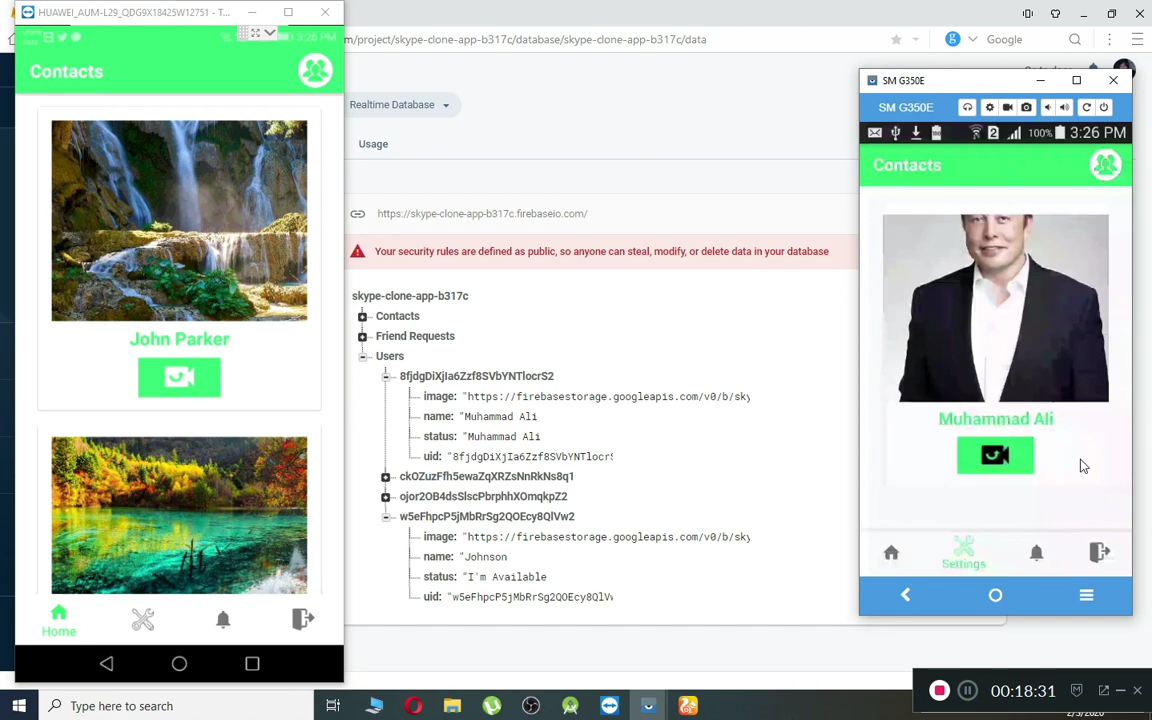 HUAWEI_AUM-L29_QDG9X18425W12751 - T...
3:26 PM
Contacts
John Parker
Home
m/project/skype-clone-app-b317c/database/skype-clone-app-b317c/data
Google
Realtime Database
Usage
https://skype-clone-app-b317c.firebaseio.com/
Your security rules are defined as public, so anyone can steal, modify, or delete data in your database
skype-clone-app-b317c
Contacts
Friend Requests
Users
8fjdgDiXjIa6Zzf8SVbYNTlocrS2
image: "https://firebasestorage.googleapis.com/v0/b/sky
name: "Muhammad Ali
status: "Muhammad Ali
uid: "8fjdgDiXjIa6Zzf8SVbYNTlocrS
ckOZuzFfh5ewaZqXRZsNnRkNs8q1
ojor2OB4dsSlscPbrphhXOmqkpZ2
w5eFhpcP5jMbRrSg2QOEcy8QlVw2
image: "https://firebasestorage.googleapis.com/v0/b/sky
name: "Johnson
status: "I'm Available
uid: "w5eFhpcP5jMbRrSg2QOEcy8QlV
SM G350E
SM G350E
2 100% 3:26 PM
Contacts
Muhammad Ali
Settings
00:18:31
Type here to search